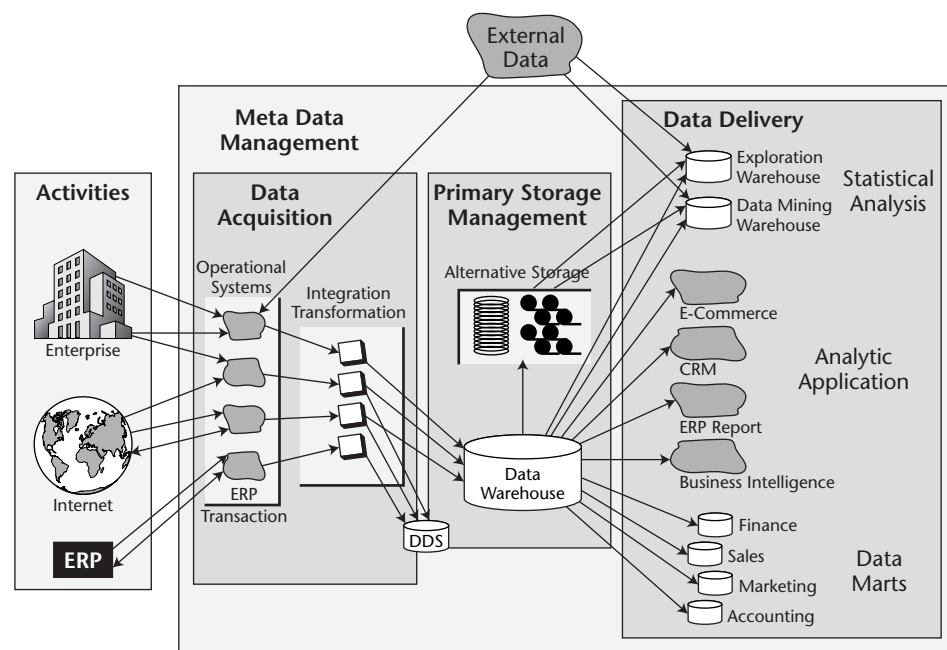 External
Data
Meta Data
Management
Data Delivery
Exploration
Warehouse
Statistical
Analysis
Data Mining
Warehouse
Activities
Data
Acquisition
Primary Storage
Management
Operational
Systems
Integration
Transformation
Alternative Storage
Enterprise
E-Commerce
CRM
Analytic
Application
ERP Report
Internet
ERP
Transaction
Data
Warehouse
Business Intelligence
DDS
ERP
Finance
Sales
Marketing
Accounting
Data
Marts